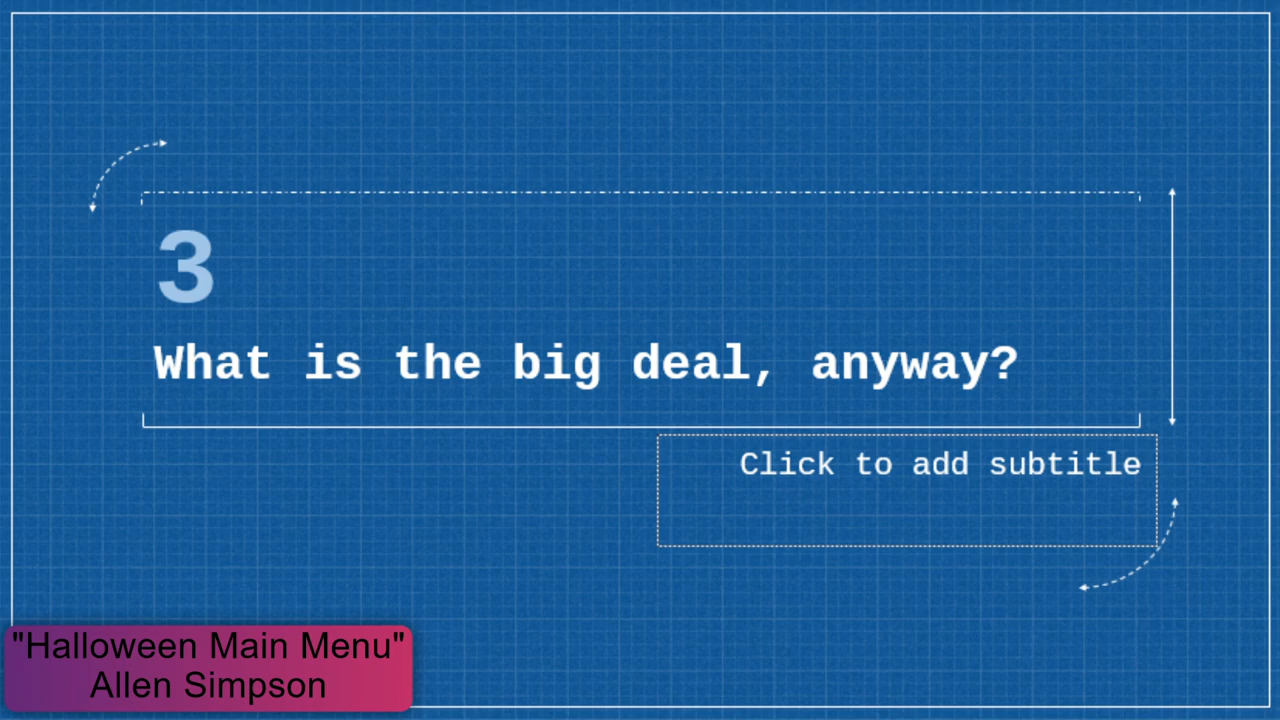 3
What is the big deal, anyway?
Click to add subtitle
"Halloween Main Menu"
Allen Simpson